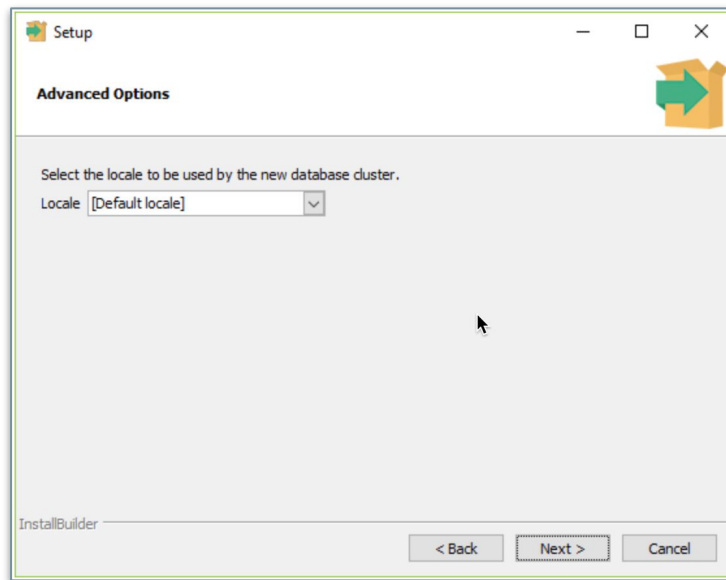 Setup
Advanced Options
Select the locale to be used by the new database cluster.
Locale [Default locale]
InstallBuilder
< Back Next > Cancel